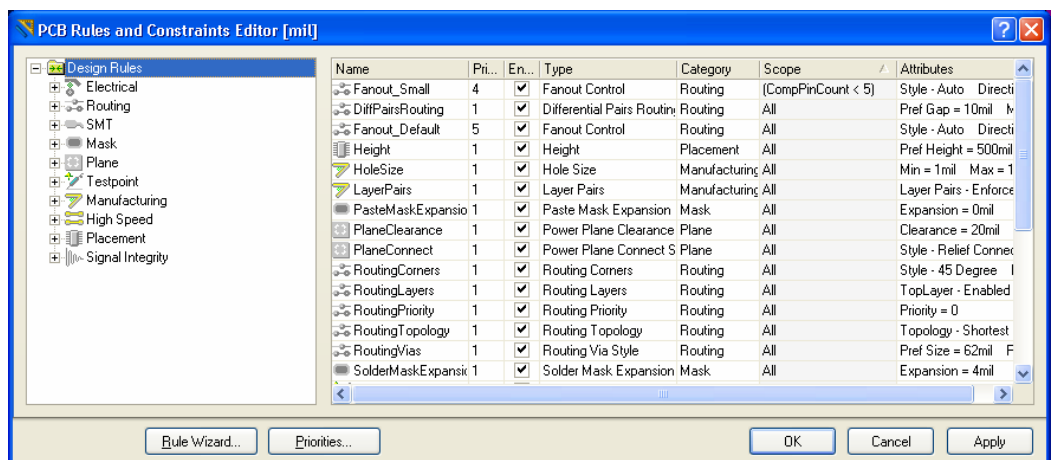 PCB Rules and Constraints Editor [mil]
Design Rules
Electrical
Routing
SMT
Mask
Plane
Testpoint
Manufacturing
High Speed
Placement
Signal Integrity
Name Pri... En... Type Category Scope Attributes
Fanout_Small 4 Fanout Control Routing (CompPinCount < 5) Style - Auto Directi
DiffPairsRouting 1 Differential Pairs Routing Routing All Pref Gap = 10mil M
Fanout_Default 5 Fanout Control Routing All Style - Auto Directi
Height 1 Height Placement All Pref Height = 500mil
HoleSize 1 Hole Size Manufacturing All Min = 1mil Max = 1
LayerPairs 1 Layer Pairs Manufacturing All Layer Pairs - Enforce
PasteMaskExpansio 1 Paste Mask Expansion Mask All Expansion = 0mil
PlaneClearance 1 Power Plane Clearance Plane All Clearance = 20mil
PlaneConnect 1 Power Plane Connect S Plane All Style - Relief Connec
RoutingCorners 1 Routing Corners Routing All Style - 45 Degree
RoutingLayers 1 Routing Layers Routing All TopLayer - Enabled
RoutingPriority 1 Routing Priority Routing All Priority = 0
RoutingTopology 1 Routing Topology Routing All Topology - Shortest
RoutingVias 1 Routing Via Style Routing All Pref Size = 62mil F
SolderMaskExpansio 1 Solder Mask Expansion Mask All Expansion = 4mil
Rule Wizard... Priorities... OK Cancel Apply